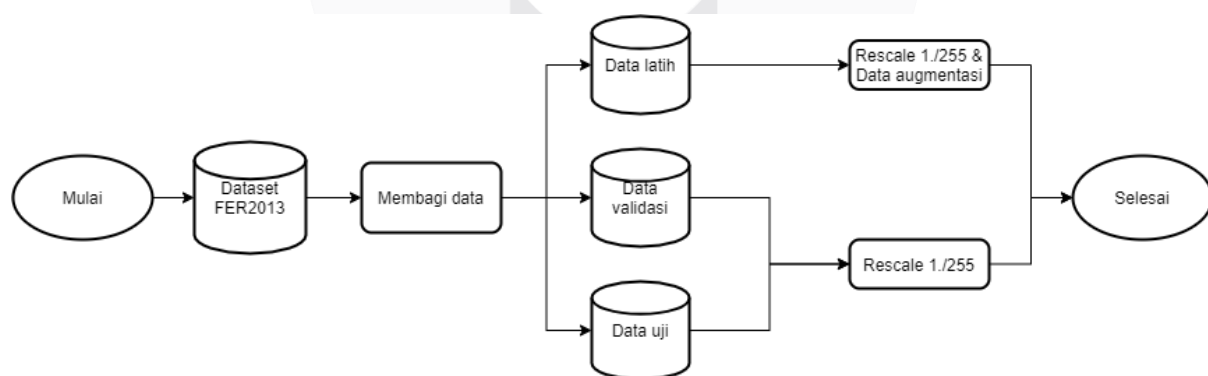 Mulai
Dataset
FER2013
Membagi data
Data latih
Data
validasi
Data uji
Rescale 1./255 &
Data augmentasi
Rescale 1./255
Selesai